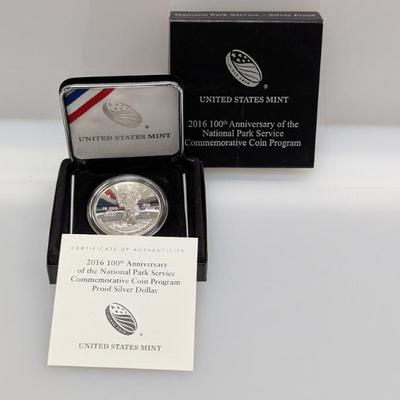 National Park Service – Silver Proof
UNITED STATES MINT
2016 100th Anniversary of the
National Park Service
Commemorative Coin Program
UNITED STATES MINT
IN GOD
CERTIFICATE OF AUTHENTICITY
2016 100th Anniversary
of the National Park Service
Commemorative Coin Program
Proof Silver Dollar
UNITED STATES MINT